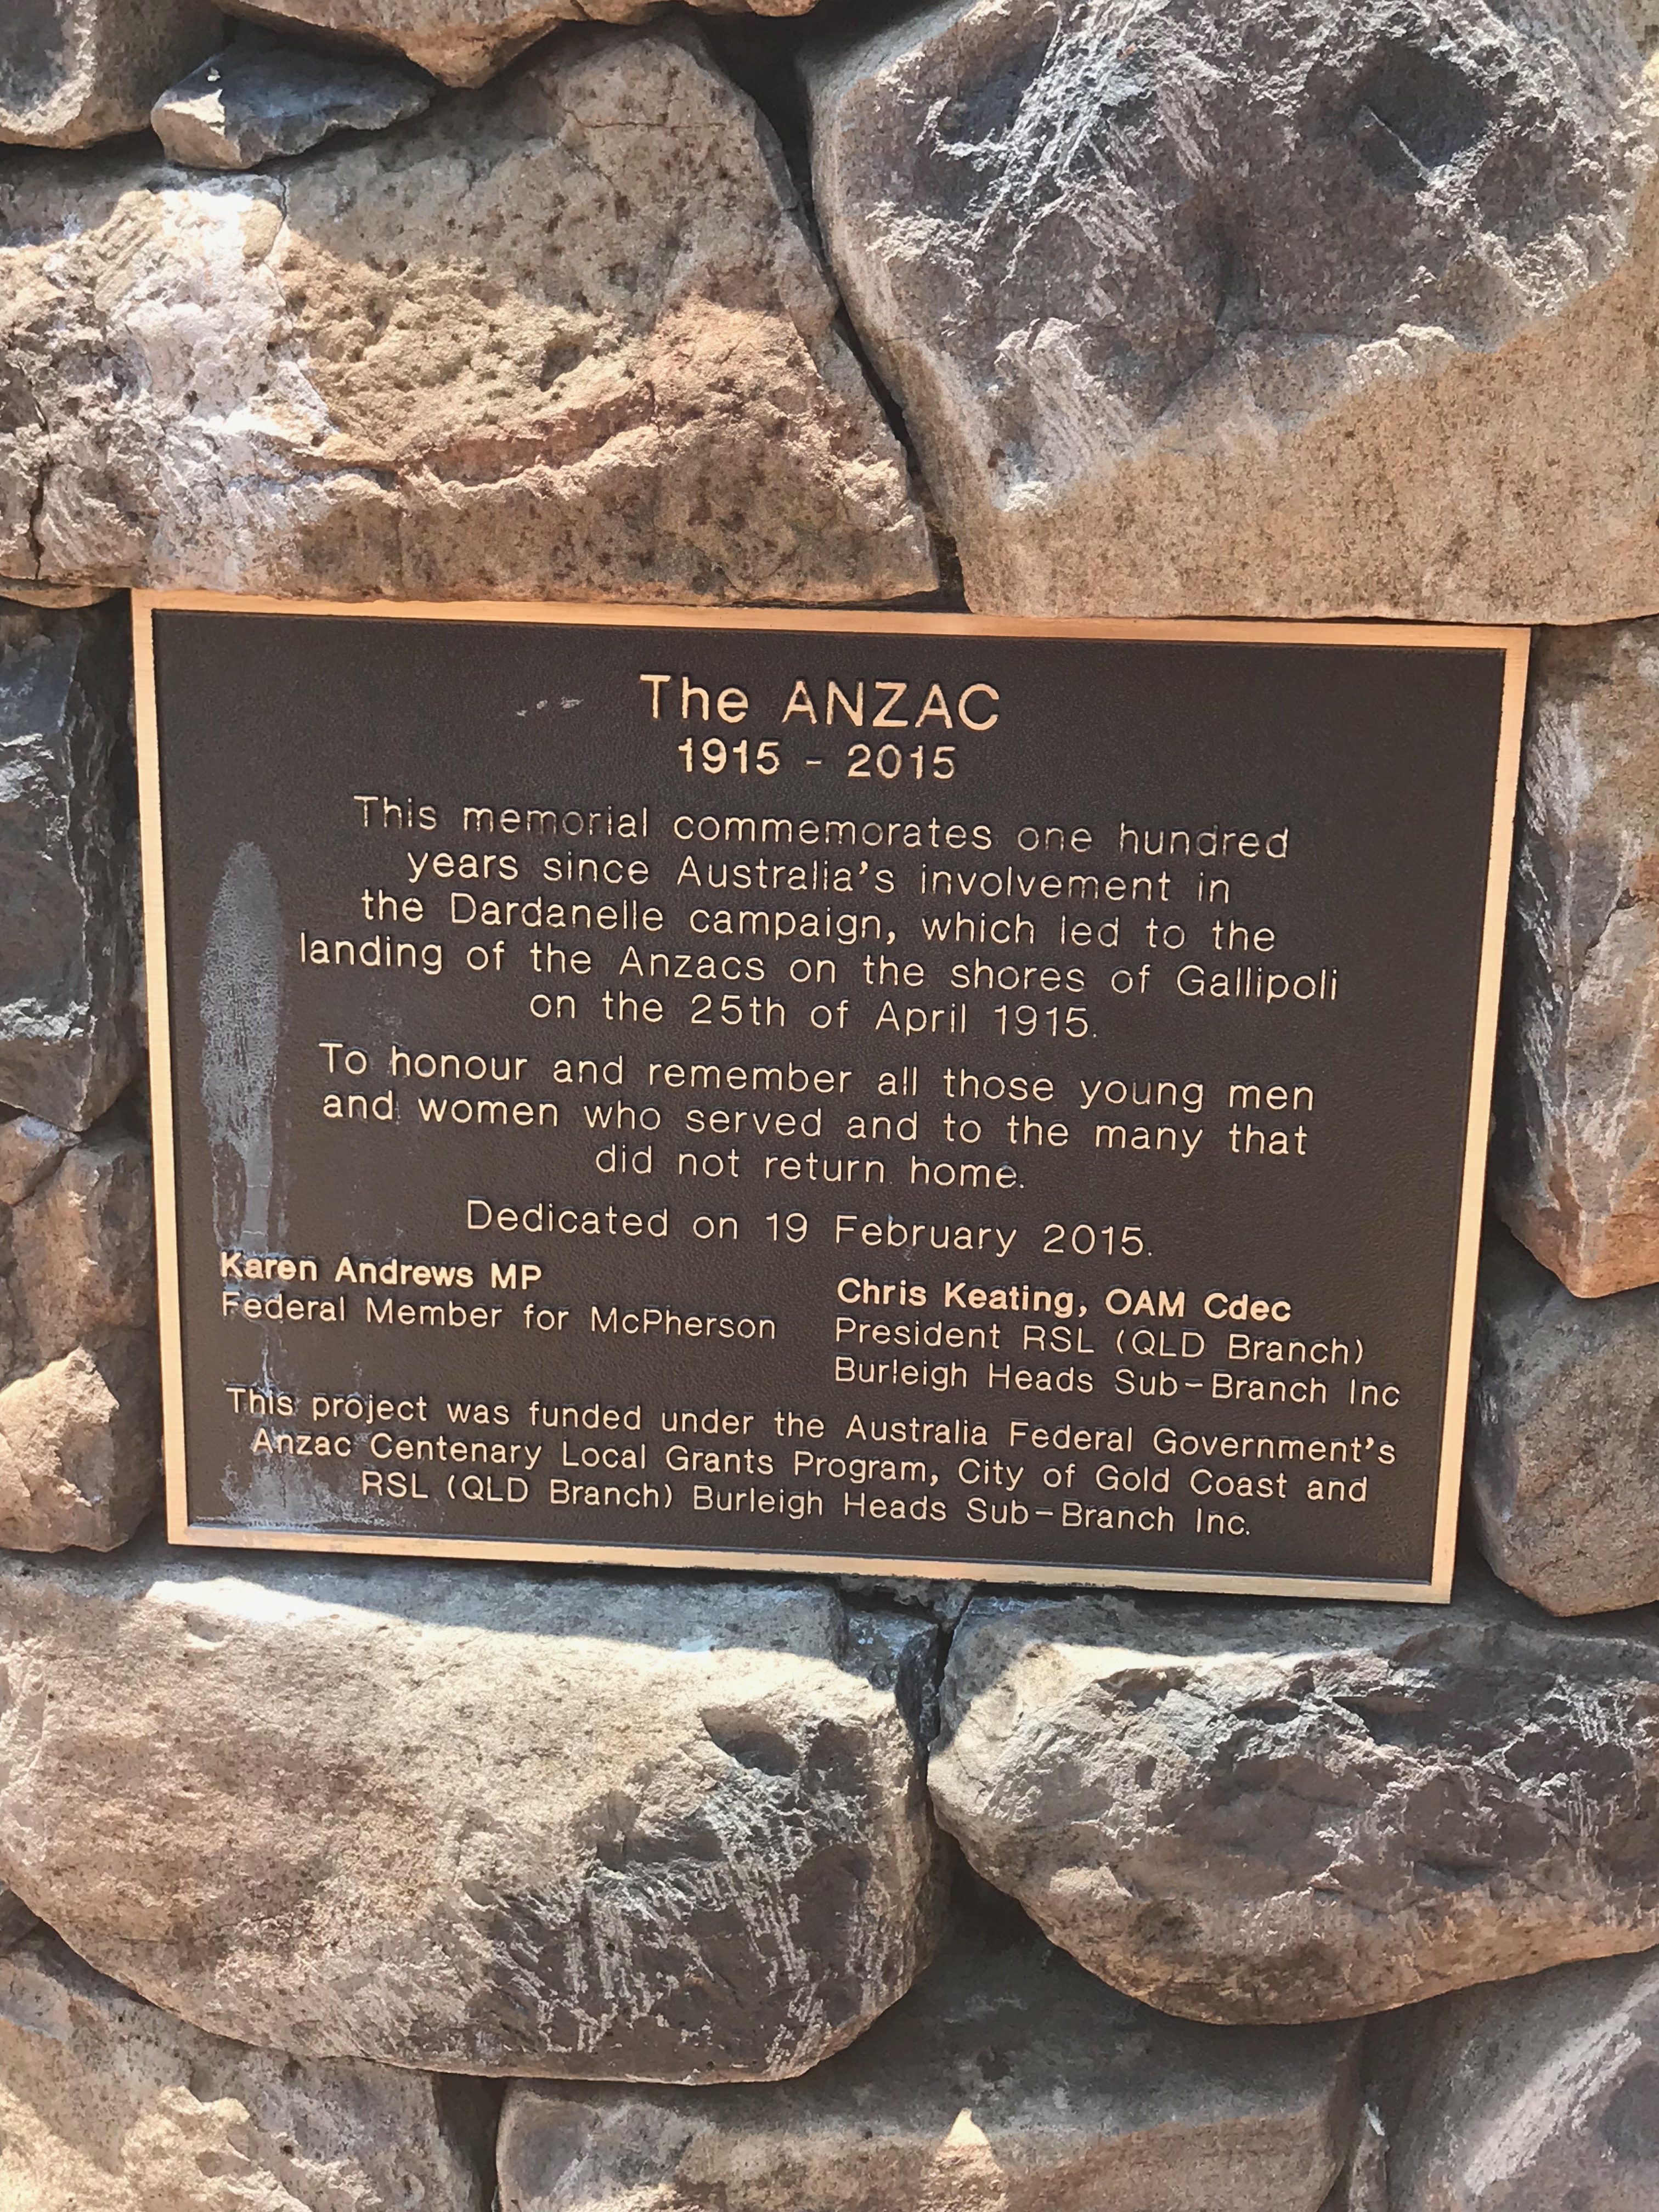 The ANZAC
1915 - 2015
This memorial commemorates one hundred
years since Australia's involvement in
the Dardanelle campaign, which led to the
landing of the Anzacs on the shores of Gallipoli
on the 25th of April 1915.
To honour and remember all those young men
and women who served and to the many that
did not return home.
Dedicated on 19 February 2015.
Karen Andrews MP
Federal Member for McPherson
Chris Keating, OAM Cdec
President RSL (QLD Branch)
Burleigh Heads Sub-Branch Inc
This project was funded under the Australia Federal Government's
Anzac Centenary Local Grants Program, City of Gold Coast and
RSL (QLD Branch) Burleigh Heads Sub-Branch Inc.